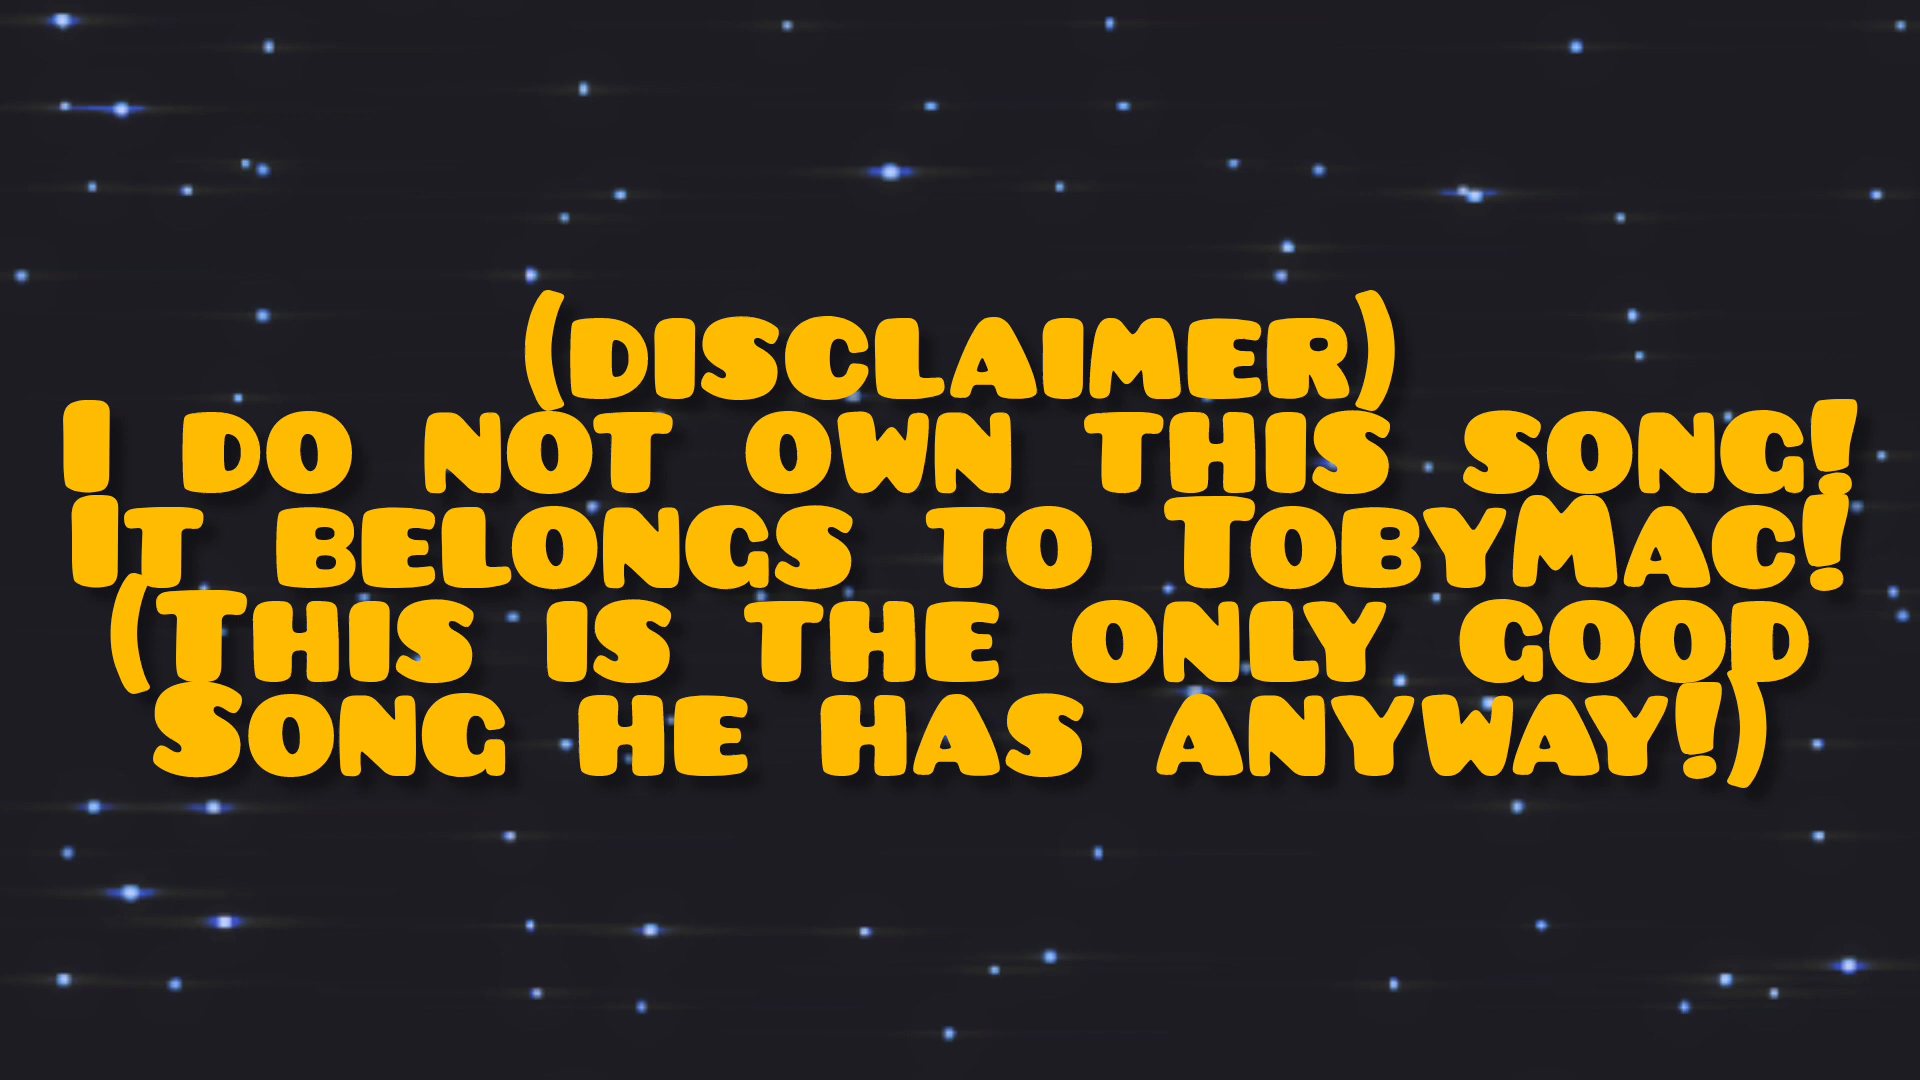 (disclaimer)
I do not own this song!
It belongs to TobyMac!
(This is the only good
Song he has anyway!)